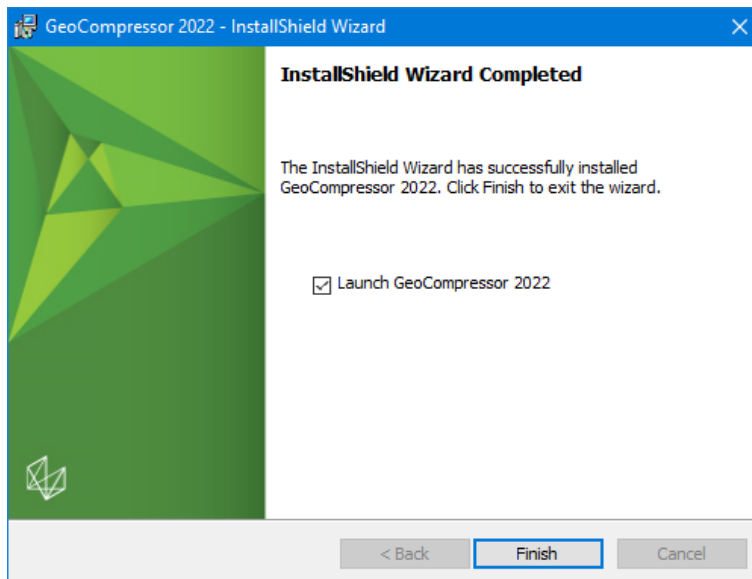 GeoCompressor 2022 - InstallShield Wizard
InstallShield Wizard Completed
The InstallShield Wizard has successfully installed
GeoCompressor 2022. Click Finish to exit the wizard.
Launch GeoCompressor 2022
< Back
Finish
Cancel